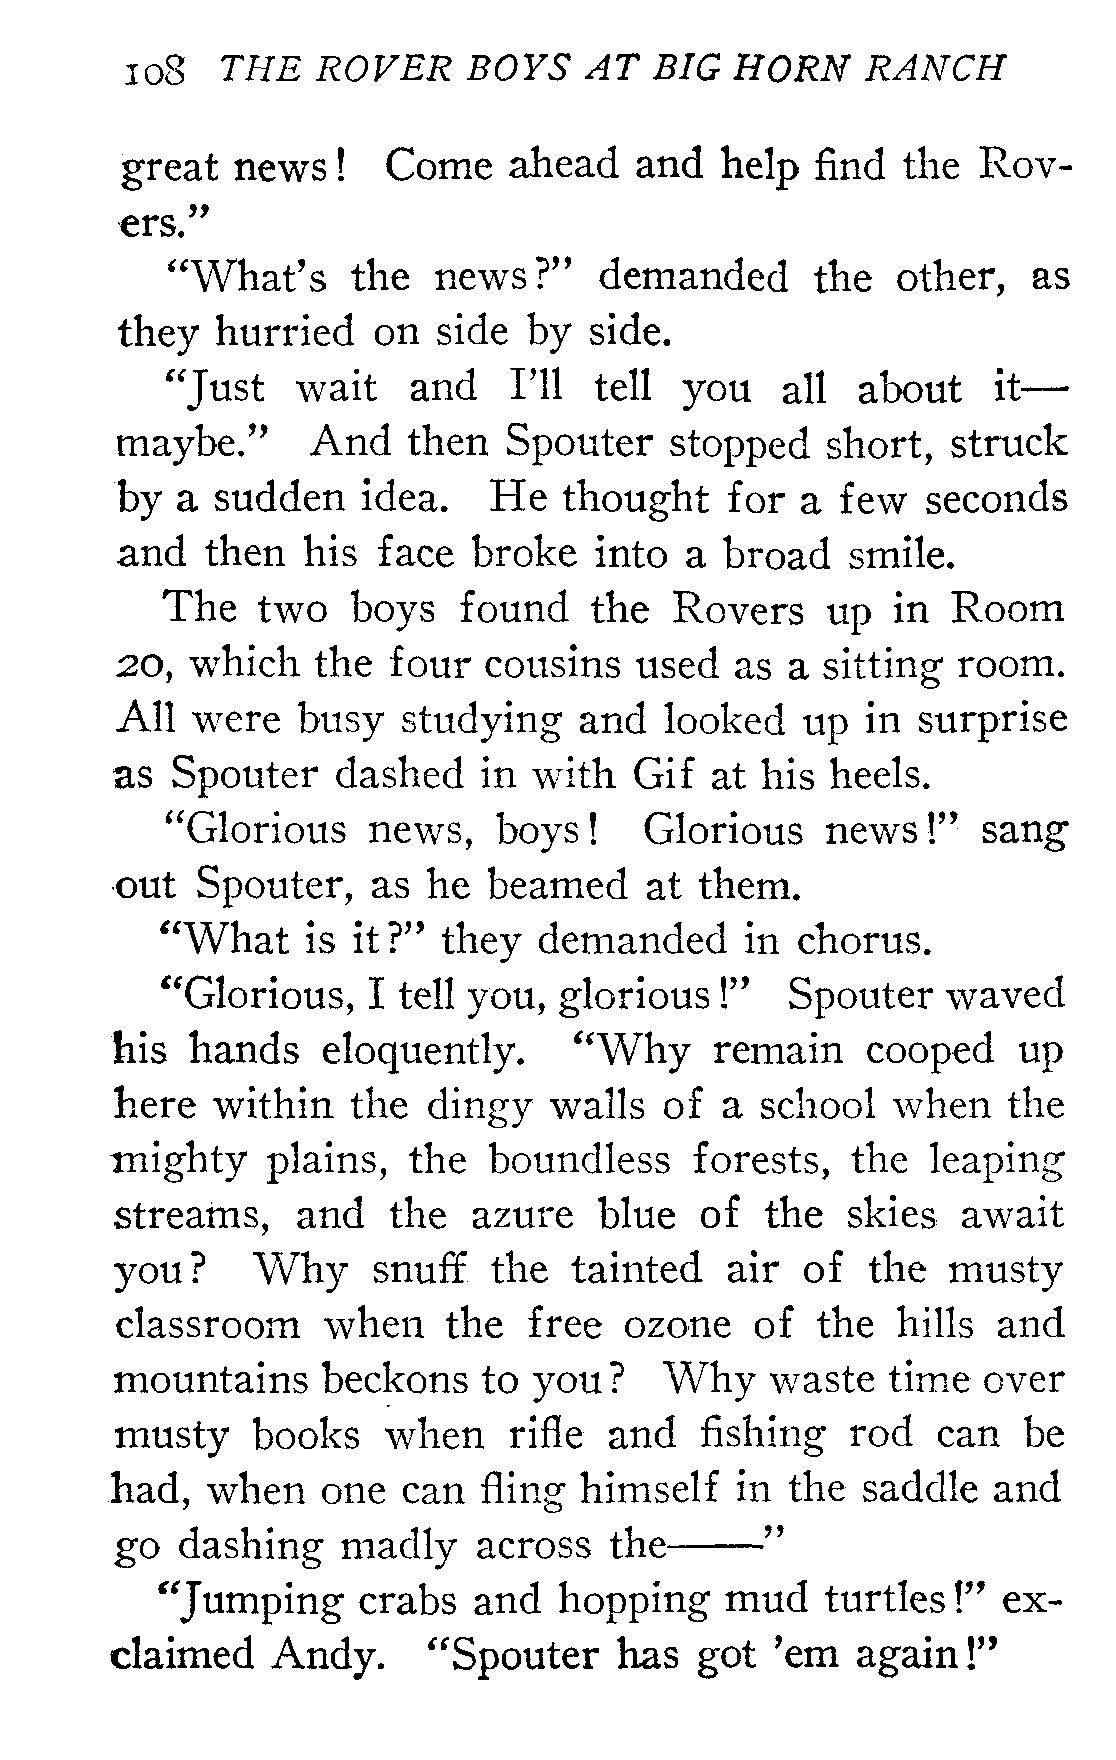 108 THE ROVER BOYS AT BIG HORN RANCH
great news! Come ahead and help find the Rov-
ers."
"What's the news?" demanded the other, as
they hurried on side by side.
"Just wait and I'll tell you all about it—
maybe." And then Spouter stopped short, struck
by a sudden idea. He thought for a few seconds
and then his face broke into a broad smile.
The two boys found the Rovers up in Room
20, which the four cousins used as a sitting room.
All were busy studying and looked up in surprise
as Spouter dashed in with Gif at his heels.
"Glorious news, boys! Glorious news!" sang
out Spouter, as he beamed at them.
"What is it?" they demanded in chorus.
"Glorious, I tell you, glorious!" Spouter waved
his hands eloquently. "Why remain cooped up
here within the dingy walls of a school when the
mighty plains, the boundless forests, the leaping
streams, and the azure blue of the skies await
you? Why snuff the tainted air of the musty
classroom when the free ozone of the hills and
mountains beckons to you? Why waste time over
musty books when rifle and fishing rod can be
had, when one can fling himself in the saddle and
go dashing madly across the——"
"Jumping crabs and hopping mud turtles!" ex-
claimed Andy. "Spouter has got 'em again!"